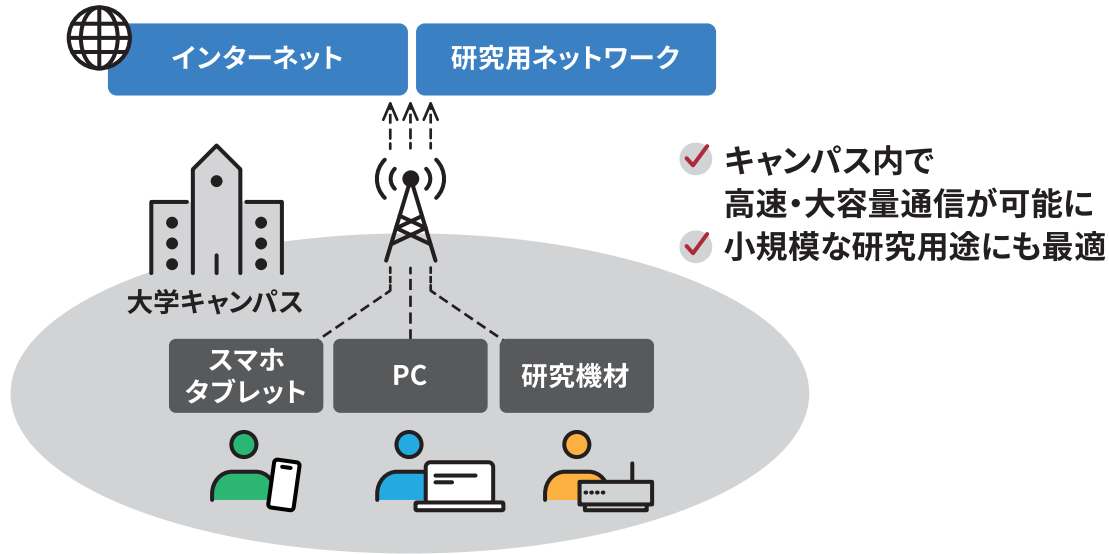 インターネット
研究用ネットワーク
キャンパス内で
高速・大容量通信が可能に
小規模な研究用途にも最適
大学キャンパス
スマホ
タブレット
PC
研究機材